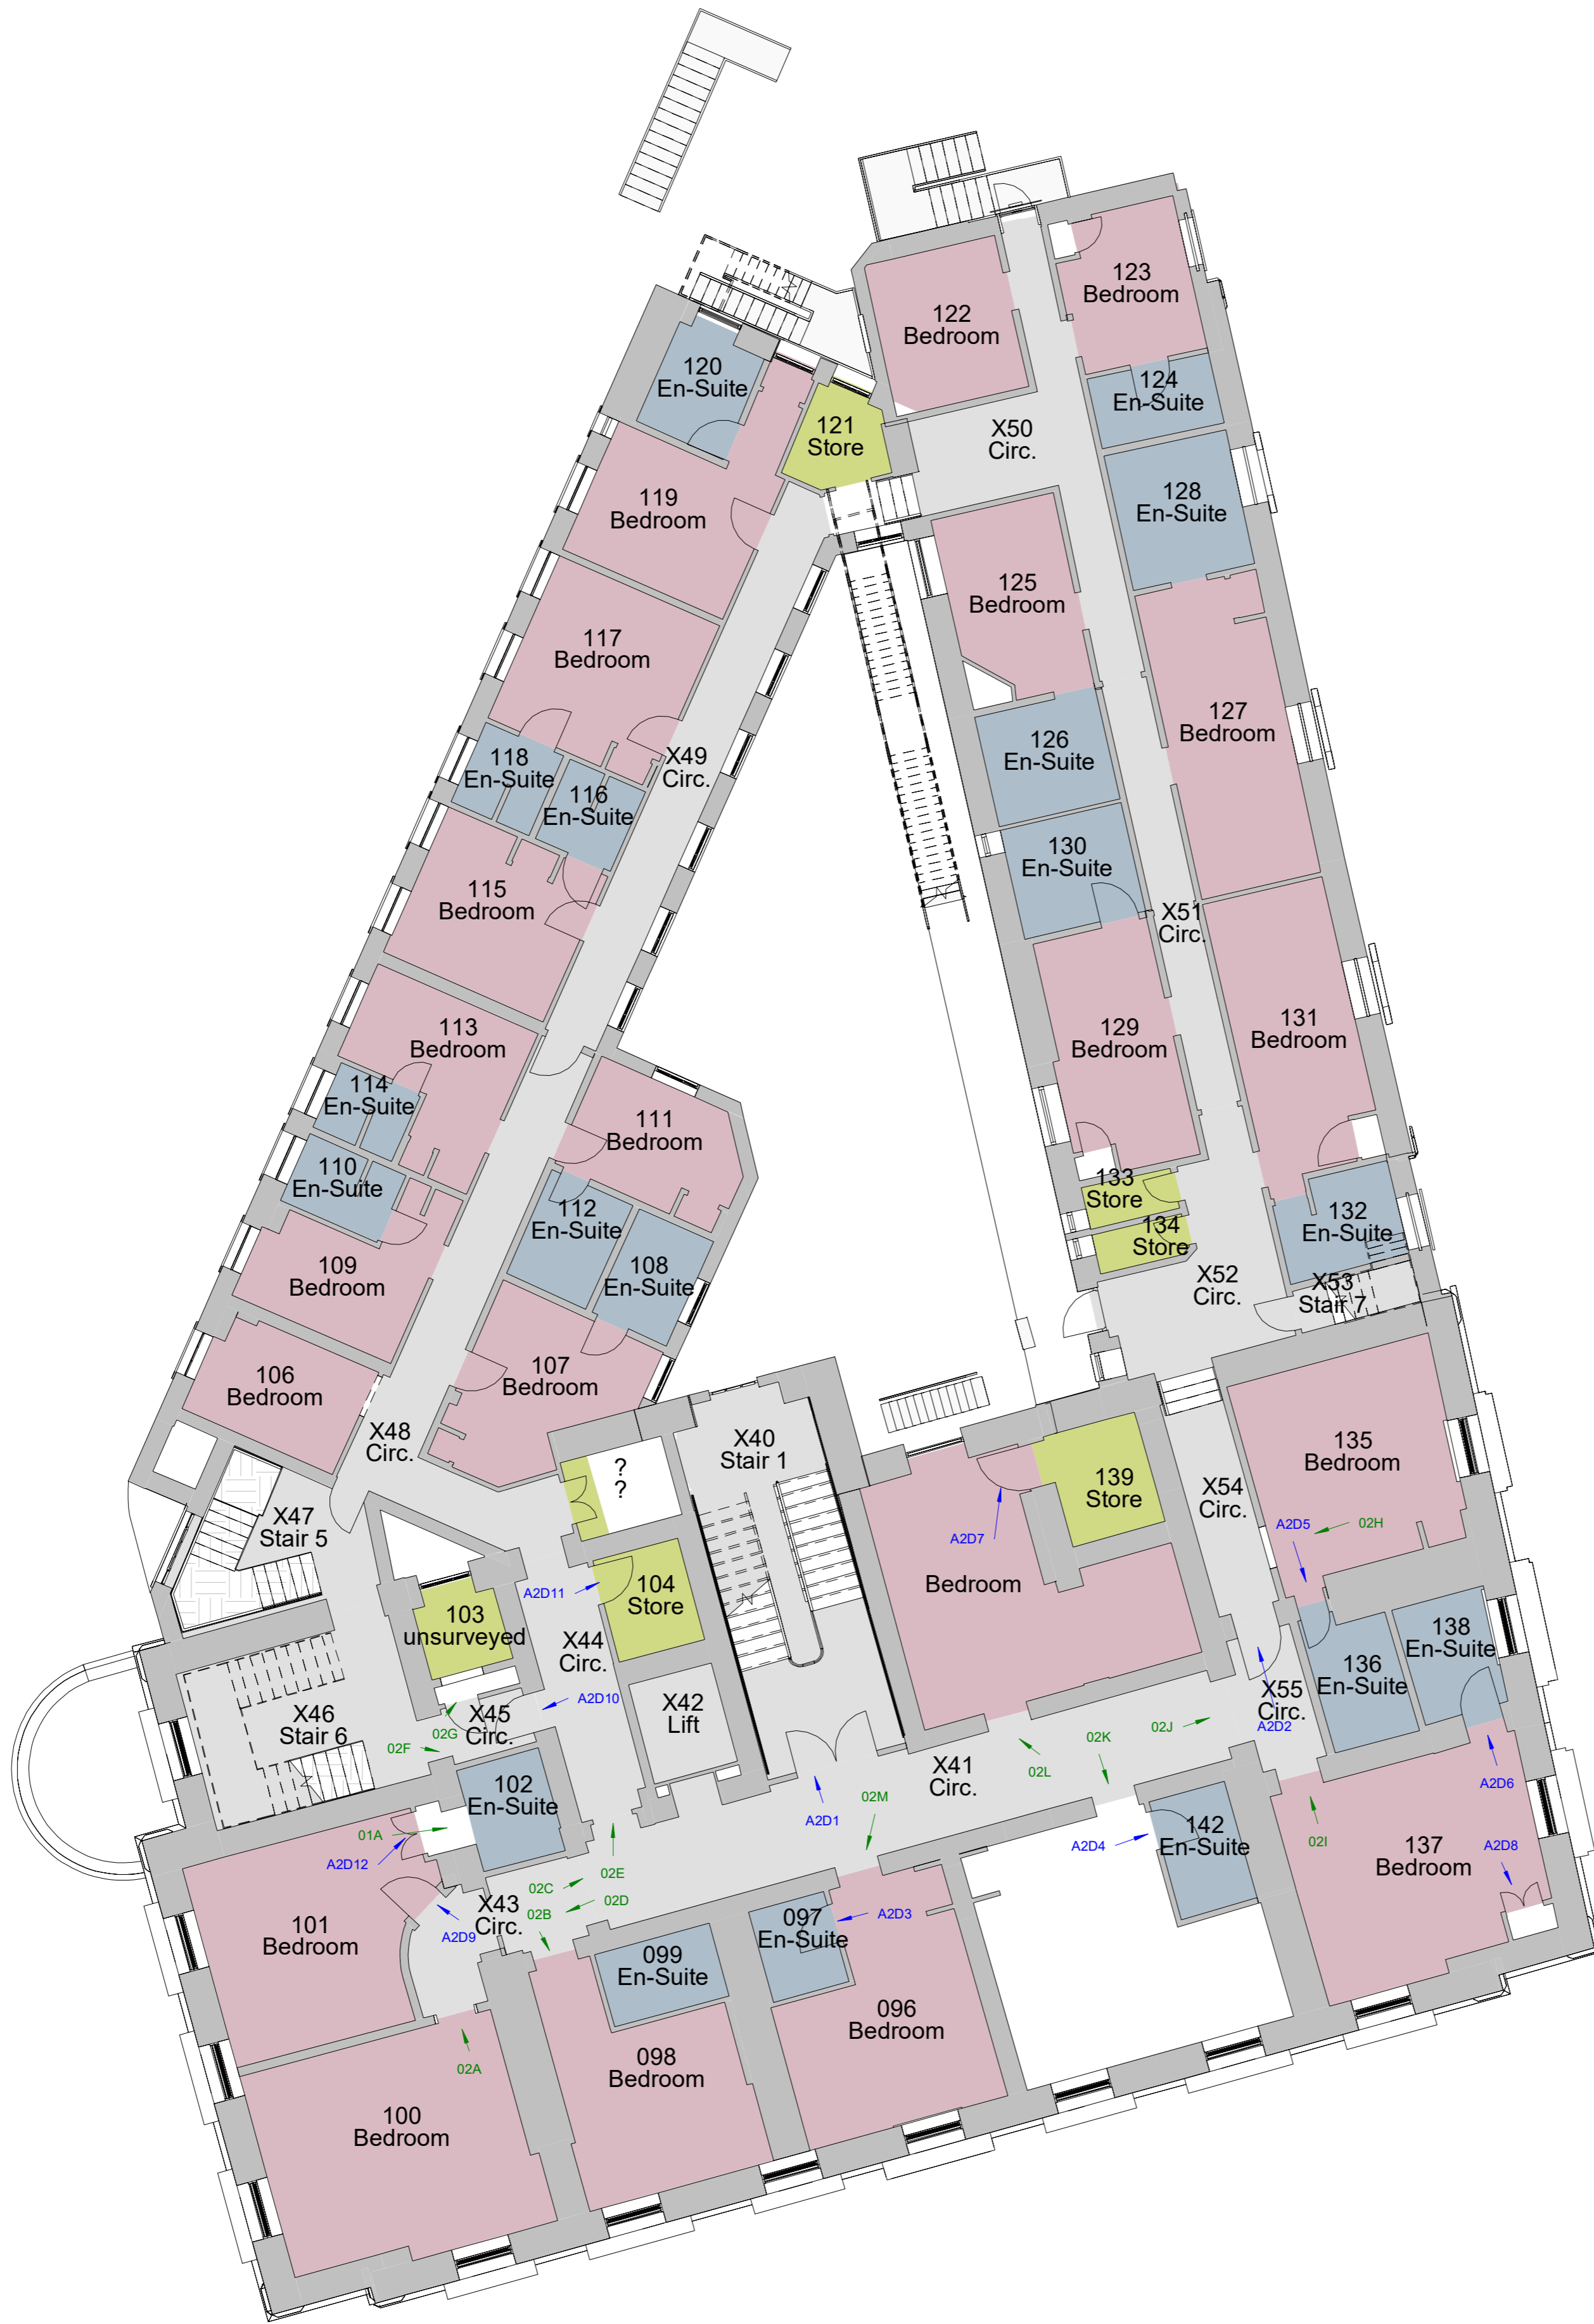 123
Bedroom
122
Bedroom
120
En-Suite
124
En-Suite
121
Store
X50
Circ.
119
Bedroom
128
En-Suite
125
Bedroom
117
Bedroom
127
Bedroom
126
En-Suite
X49
Circ.
118
En-Suite
116
En-Suite
130
En-Suite
115
Bedroom
X51
Circ.
129
Bedroom
131
Bedroom
113
Bedroom
114
En-Suite
111
Bedroom
110
En-Suite
133
Store
112
En-Suite
134
Store
132
En-Suite
108
En-Suite
109
Bedroom
X52
Circ.
X53
Stair 7
106
Bedroom
107
Bedroom
X48
Circ.
X40
Stair 1
135
Bedroom
?
?
139
Store
X54
Circ.
X47
Stair 5
A2D7
A2D5
02H
Bedroom
A2D11
104
Store
103
unsurveyed
X44
Circ.
138
En-Suite
136
En-Suite
X55
Circ.
A2D10
X42
Lift
X46
Stair 6
02G
X45
Circ.
02F
02J
A2D2
02K
02L
X41
Circ.
102
En-Suite
02M
A2D1
A2D6
01A
A2D12
142
En-Suite
A2D4
02I
137
Bedroom
A2D8
02E
02C
02D
X43
Circ.
02B
097
En-Suite
A2D3
101
Bedroom
A2D9
099
En-Suite
096
Bedroom
02A
098
Bedroom
100
Bedroom